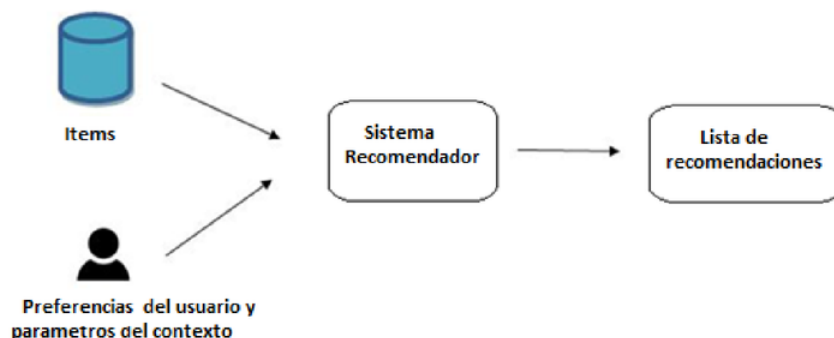 Items
Sistema
Recomendador
Lista de
recomendaciones
Preferencias del usuario y
parametros del contexto